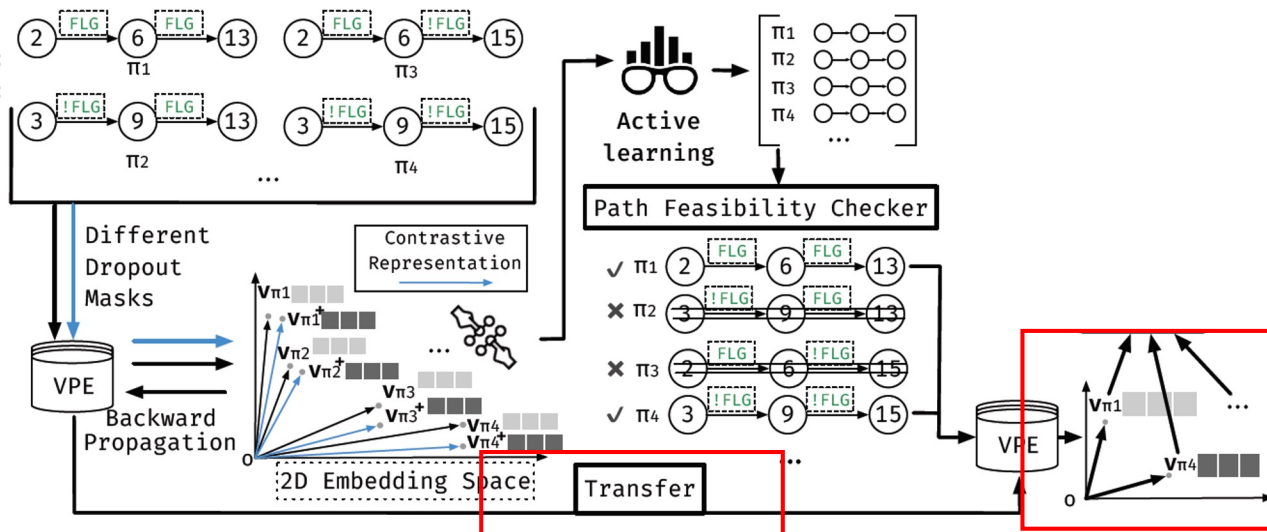 FLG FLG FLG !FLG
2 6 13 2 6 15
π1 π3
!FLG FLG !FLG !FLG
3 9 13 3 9 15
π2 π4
...
Different
Dropout
Masks
VPE
Backward
Propagation
Contrastive
Representation
Vπ1
Vπ1+
Vπ2
Vπ2+
...
Vπ3
Vπ3+
Vπ4
Vπ4+
O
2D Embedding Space
Transfer
Active
learning
π1
π2
π3
π4
...
Path Feasibility Checker
FLG FLG
✓ π1 2 6 13
!FLG FLG
✖ π2 3 9 13
FLG !FLG
✖ π3 2 6 15
!FLG !FLG
✓ π4 3 9 15
...
VPE
Vπ1
...
Vπ4
O